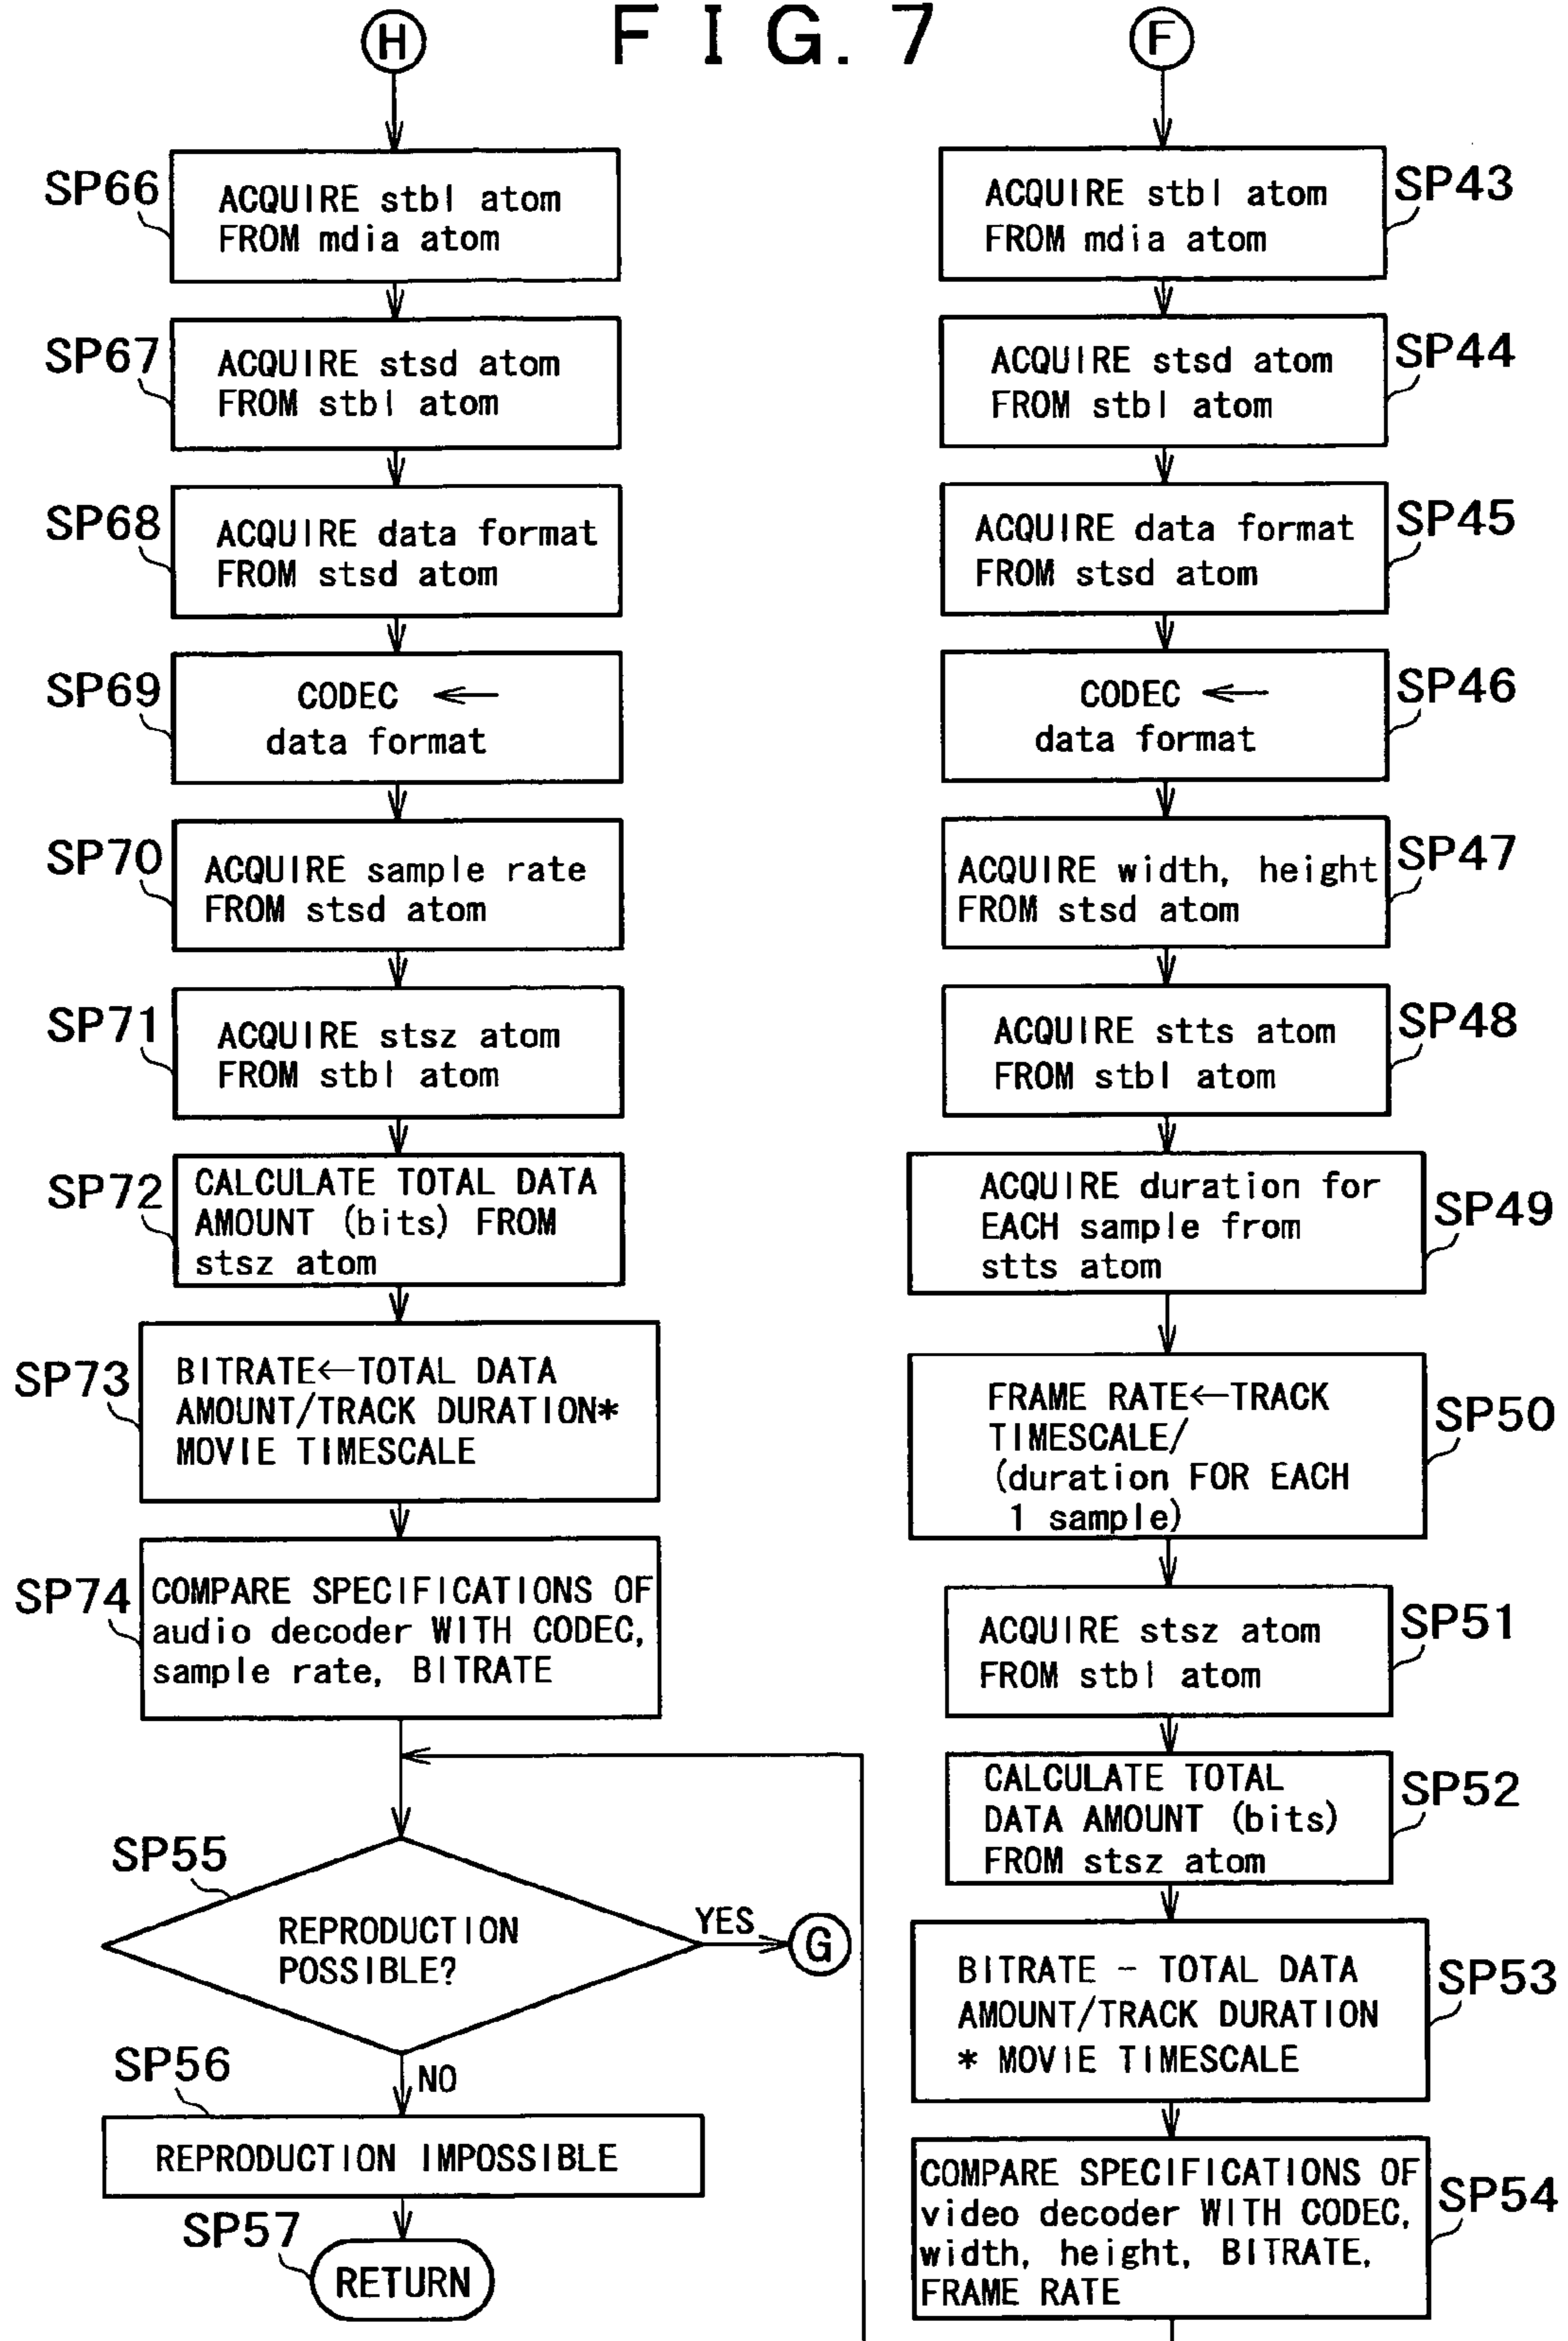 F I G. 7
H
SP66
ACQUIRE stbl atom
FROM mdia atom
SP67
ACQUIRE stsd atom
FROM stbl atom
SP68
ACQUIRE data format
FROM stsd atom
SP69
CODEC ←
data format
SP70
ACQUIRE sample rate
FROM stsd atom
SP71
ACQUIRE stsz atom
FROM stbl atom
SP72
CALCULATE TOTAL DATA
AMOUNT (bits) FROM
stsz atom
SP73
BITRATE←TOTAL DATA
AMOUNT/TRACK DURATION*
MOVIE TIMESCALE
SP74
COMPARE SPECIFICATIONS OF
audio decoder WITH CODEC,
sample rate, BITRATE
SP55
REPRODUCTION
POSSIBLE?
YES
G
NO
SP56
REPRODUCTION IMPOSSIBLE
SP57
RETURN
F
SP43
ACQUIRE stbl atom
FROM mdia atom
SP44
ACQUIRE stsd atom
FROM stbl atom
SP45
ACQUIRE data format
FROM stsd atom
SP46
CODEC ←
data format
SP47
ACQUIRE width, height
FROM stsd atom
SP48
ACQUIRE stts atom
FROM stbl atom
SP49
ACQUIRE duration for
EACH sample from
stts atom
SP50
FRAME RATE←TRACK
TIMESCALE/
(duration FOR EACH
1 sample)
SP51
ACQUIRE stsz atom
FROM stbl atom
SP52
CALCULATE TOTAL
DATA AMOUNT (bits)
FROM stsz atom
SP53
BITRATE - TOTAL DATA
AMOUNT/TRACK DURATION
* MOVIE TIMESCALE
SP54
COMPARE SPECIFICATIONS OF
video decoder WITH CODEC,
width, height, BITRATE,
FRAME RATE